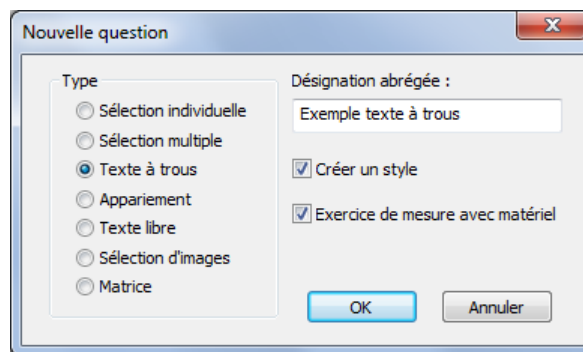 Nouvelle question
Type
Sélection individuelle
Sélection multiple
Texte à trous
Appariement
Texte libre
Sélection d'images
Matrice
Désignation abrégée :
Exemple texte à trous
Créer un style
Exercice de mesure avec matériel
OK
Annuler